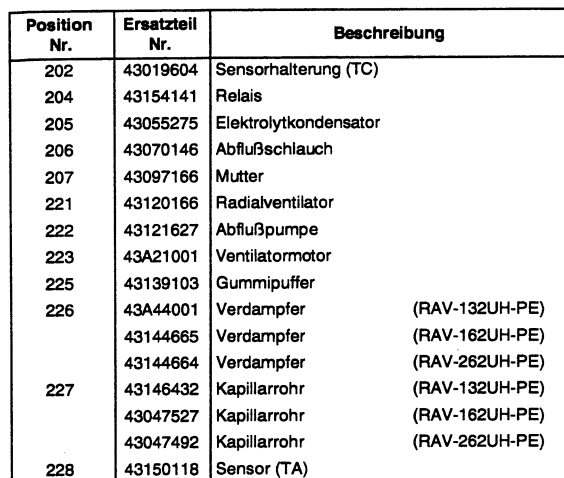 Position Nr. Ersatzteil Nr. Beschreibung
202 43019604 Sensorhalterung (TC)
204 43154141 Relais
205 43055275 Elektrolytkondensator
206 43070146 Abflußschlauch
207 43097166 Mutter
221 43120166 Radialventilator
222 43121627 Abflußpumpe
223 43A21001 Ventilatormotor
225 43139103 Gummipuffer
226 43A44001 Verdampfer (RAV-132UH-PE)
43144665 Verdampfer (RAV-162UH-PE)
43144664 Verdampfer (RAV-262UH-PE)
227 43146432 Kapillarrohr (RAV-132UH-PE)
43047527 Kapillarrohr (RAV-162UH-PE)
43047492 Kapillarrohr (RAV-262UH-PE)
228 43150118 Sensor (TA)